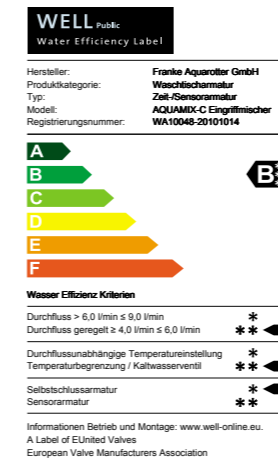 WELL Public
Water Efficiency Label
Hersteller: Franke Aquarotter GmbH
Produktkategorie: Waschtischarmatur
Typ: Zeit-/Sensorarmatur
Modell: AQUAMIX-C Eingriffmischer
Registrierungsnummer: WA10048-20101014
A
B B
C
D
E
F
Wasser Effizienz Kriterien
Durchfluss > 6,0 l/min ≤ 9,0 l/min *
Durchfluss geregelt ≥ 4,0 l/min ≤ 6,0 l/min **
Durchflussunabhängige Temperatureinstellung *
Temperaturbegrenzung / Kaltwasserventil **
Selbstschlussarmatur *
Sensorarmatur **
Informationen Betrieb und Montage: www.well-online.eu.
A Label of EUnited Valves
European Valve Manufacturers Association